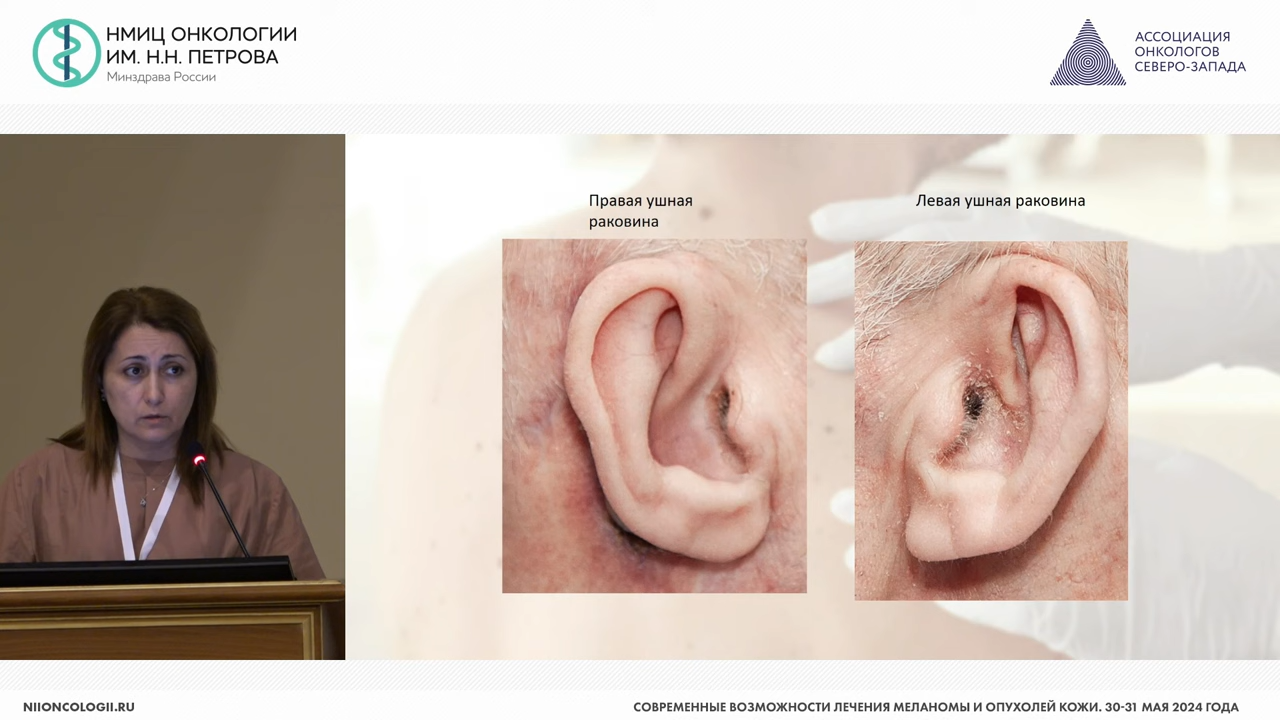 НМИЦ ОНКОЛОГИИ
ИМ. Н.Н. ПЕТРОВА
Минздрава России
АССОЦИАЦИЯ
ОНКОЛОГОВ
СЕВЕРО-ЗАПАДА
Правая ушная
раковина
Левая ушная раковина
NIIONCOLOGII.RU
СОВРЕМЕННЫЕ ВОЗМОЖНОСТИ ЛЕЧЕНИЯ МЕЛАНОМЫ И ОПУХОЛЕЙ КОЖИ. 30-31 МАЯ 2024 ГОДА